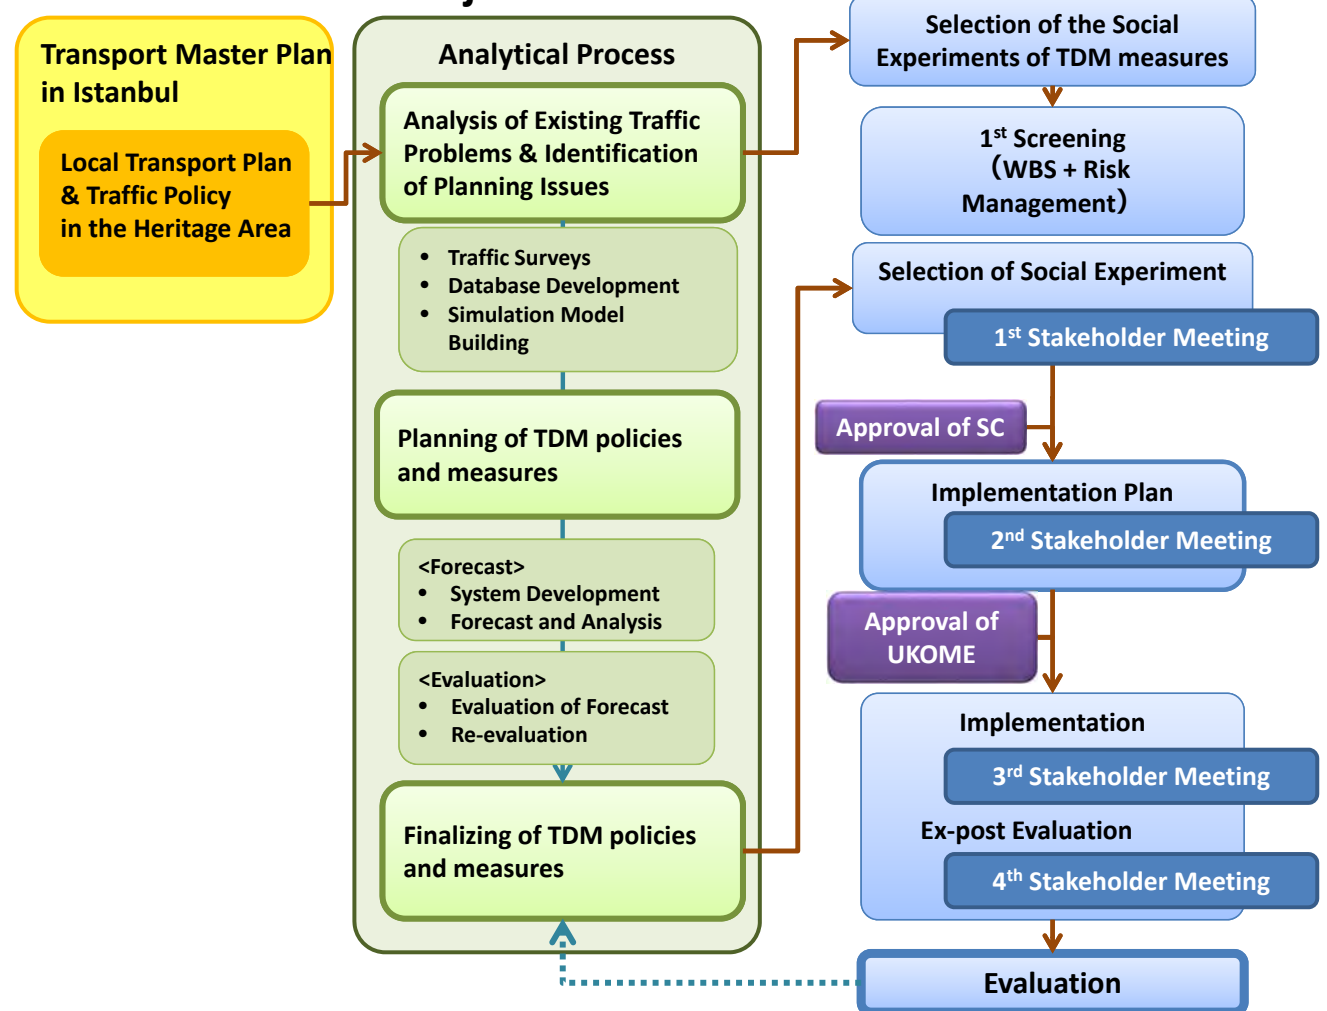 Transport Master Plan
in Istanbul
Local Transport Plan
& Traffic Policy
in the Heritage Area
Analytical Process
Analysis of Existing Traffic
Problems & Identification
of Planning Issues
• Traffic Surveys
• Database Development
• Simulation Model
Building
Planning of TDM policies
and measures
<Forecast>
• System Development
• Forecast and Analysis
<Evaluation>
• Evaluation of Forecast
• Re-evaluation
Finalizing of TDM policies
and measures
Selection of the Social
Experiments of TDM measures
1st Screening
(WBS + Risk
Management)
Selection of Social Experiment
1st Stakeholder Meeting
Approval of SC
Implementation Plan
2nd Stakeholder Meeting
Approval of
UKOME
Implementation
3rd Stakeholder Meeting
Ex-post Evaluation
4th Stakeholder Meeting
Evaluation